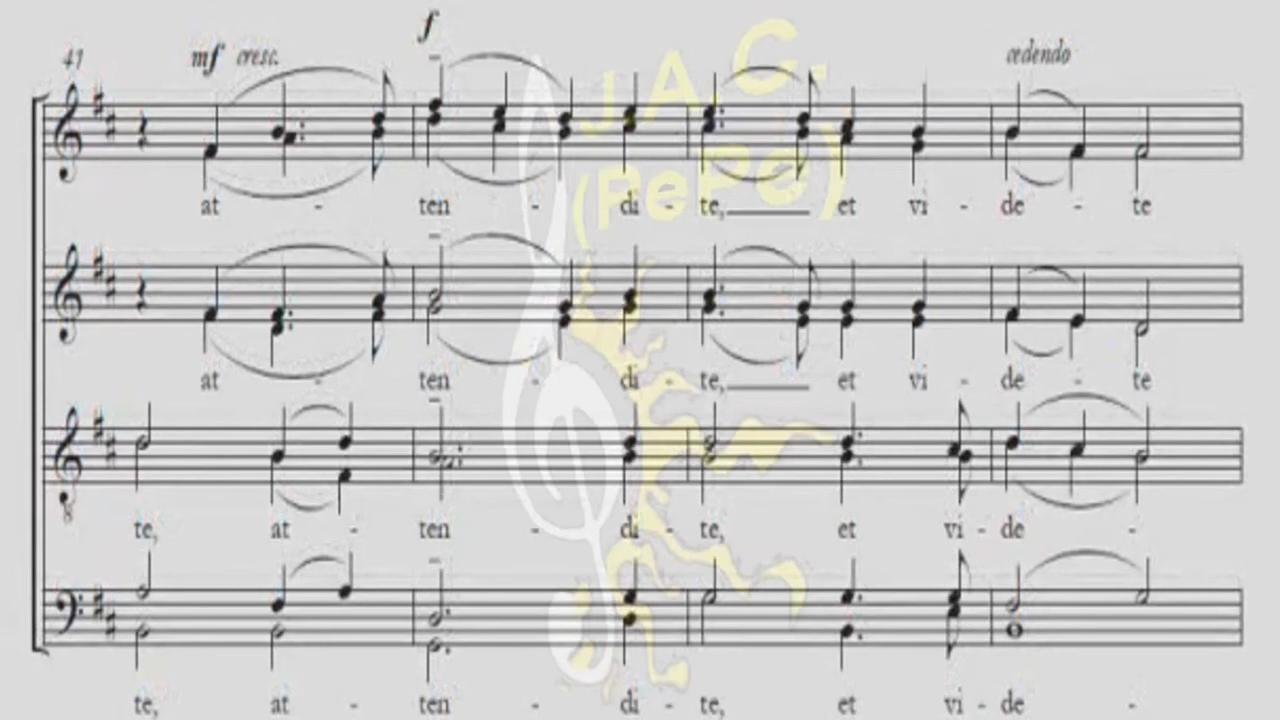 f
41 mf cresc. cedendo
at - ten - di - te, et vi - de - te
at - ten - di - te, et vi - de - te
8
te, at - ten - di - te, et vi - de -
te, at - ten - di - te, et vi - de -
J.A.C.
(PePe)